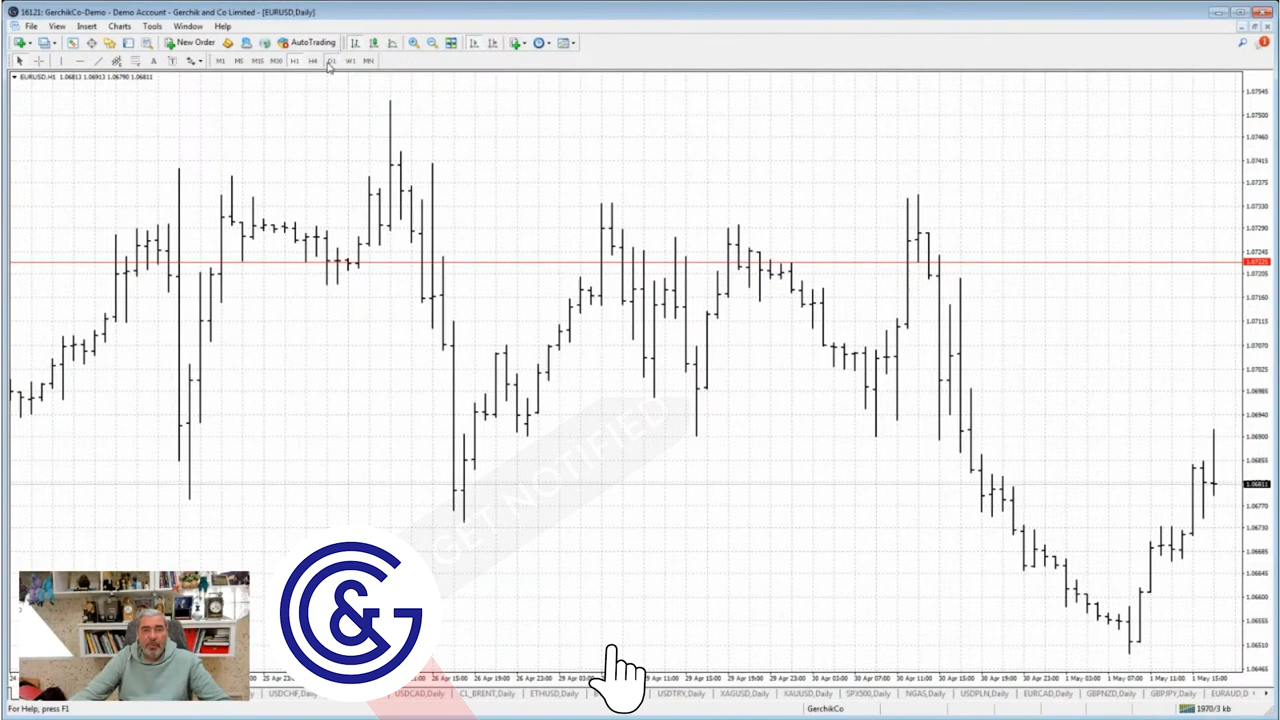 16121: GerchikCo-Demo - Demo Account - Gerchik and Co Limited - [EURUSD,Daily]
File View Insert Charts Tools Window Help
New Order AutoTrading
M1 M5 M15 M30 H1 H4 D1 W1 MN
EURUSD,H1 1.06813 1.06913 1.06790 1.06811
1.07545
1.07500
1.07460
1.07415
1.07375
1.07330
1.07290
1.07245
1.07225
1.07205
1.07160
1.07115
1.07070
1.07025
1.06985
1.06940
1.06900
1.06855
1.06811
1.06770
1.06725
1.06685
1.06645
1.06600
1.06555
1.06510
1.06465
GET NOTIFIED
G&G
25 Apr 23 26 Apr 15:00 26 Apr 23:00 29 Apr 03:00 29 Apr 11:00 29 Apr 15:00 29 Apr 23:00 30 Apr 03:00 30 Apr 11:00 30 Apr 19:00 30 Apr 23:00 1 May 03:00 1 May 07:00 1 May 11:00 1 May 15:00
USDCHF,Daily USDCAD,Daily CL_BRENT,Daily ETHUSD,Daily USDTRY,Daily XAGUSD,Daily XAUUSD,Daily SPX500,Daily NGAS,Daily USDPLN,Daily EURCAD,Daily GBPNZD,Daily GBPJPY,Daily EURAUD,D
For Help, press F1 GerchikCo 1970/3 kb